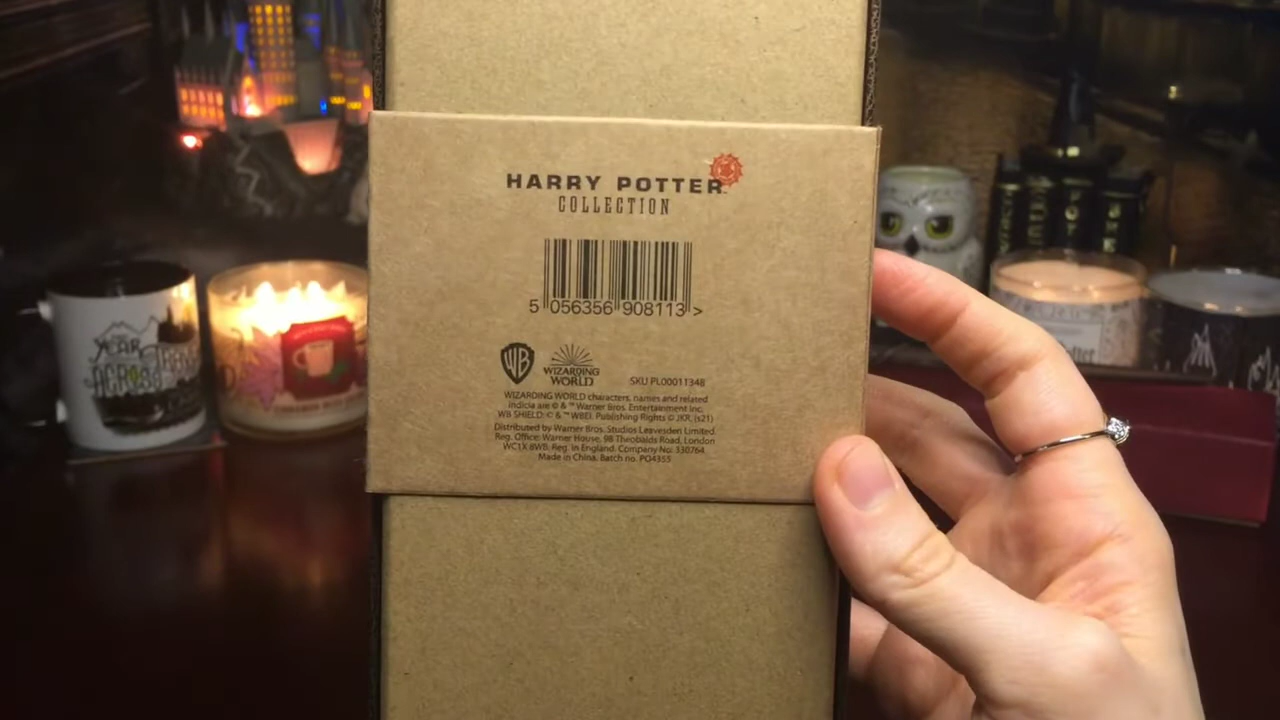 HARRY POTTER™
COLLECTION
5 056356 908113 >
WB
WIZARDING
WORLD
SKU PL00011348
WIZARDING WORLD characters, names and related
indicia are © & ™ Warner Bros. Entertainment Inc.
WB SHIELD: © & ™ WBEI. Publishing Rights © JKR. (s21)
Distributed by Warner Bros. Studios Leavesden Limited.
Reg. Office: Warner House, 98 Theobalds Road, London
WC1X 8WB. Reg. in England. Company No: 330764
Made in China. Batch no. PO4355
YEAR
ACROSS